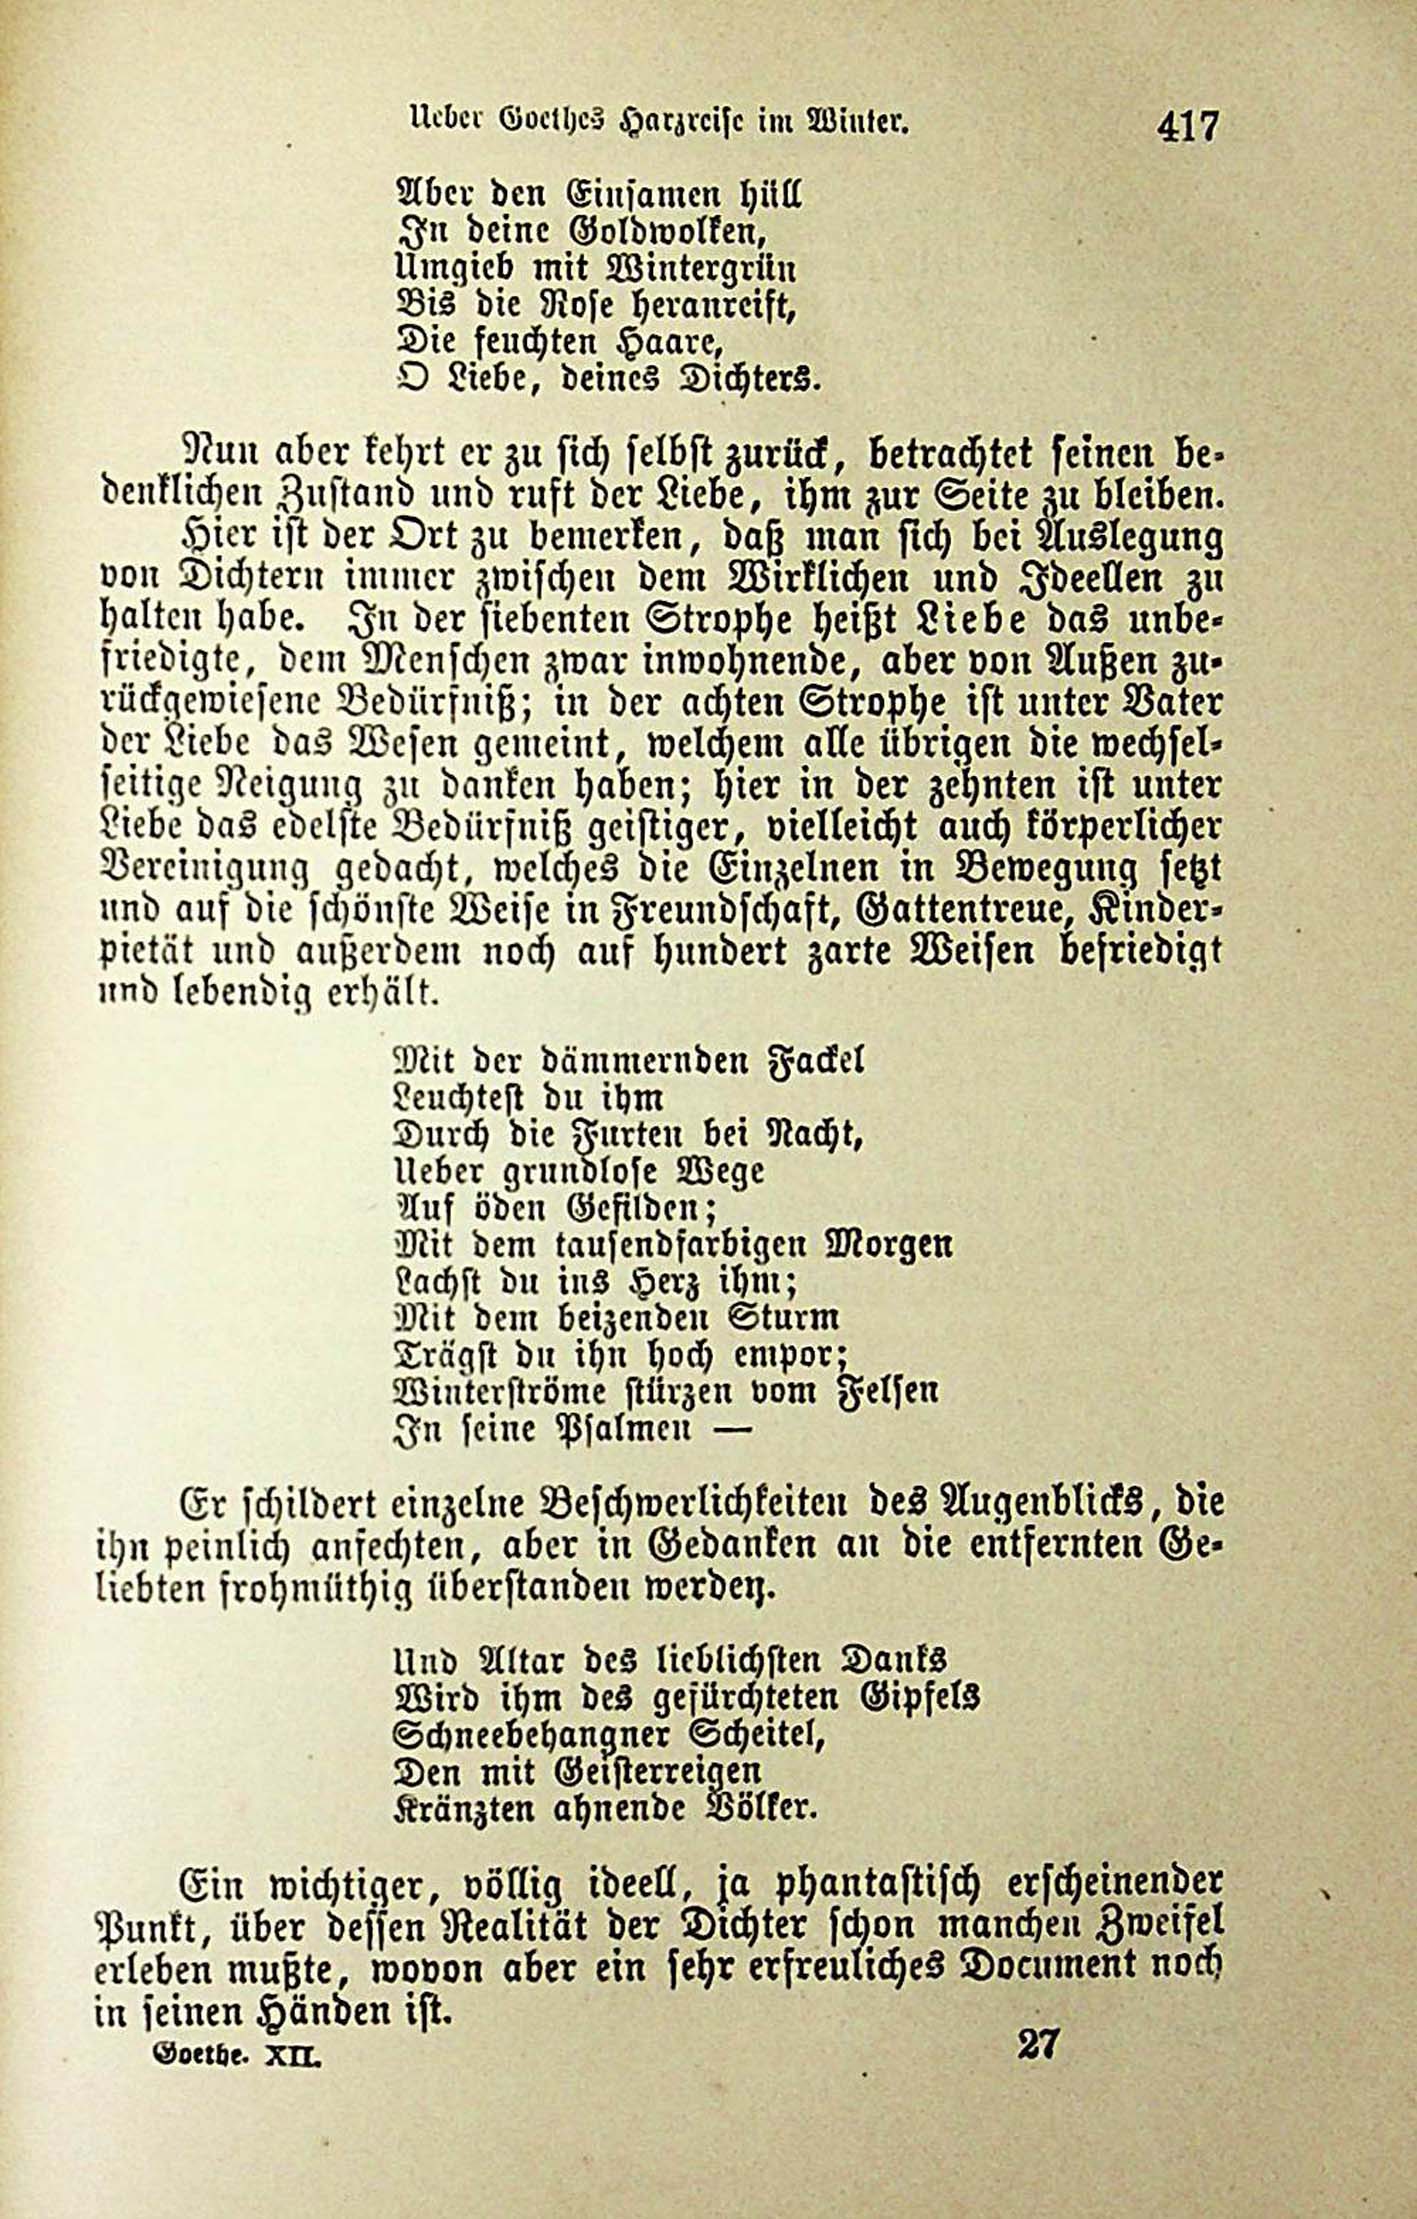 Ueber Goethes Harzreise im Winter. 417
Aber den Einsamen hüll
In deine Goldwolken,
Umgieb mit Wintergrün
Bis die Rose heranreift,
Die feuchten Haare,
O Liebe, deines Dichters.
Nun aber kehrt er zu sich selbst zurück, betrachtet seinen be-
denklichen Zustand und ruft der Liebe, ihm zur Seite zu bleiben.
Hier ist der Ort zu bemerken, daß man sich bei Auslegung
von Dichtern immer zwischen dem Wirklichen und Ideellen zu
halten habe. In der siebenten Strophe heißt Liebe das unbe-
friedigte, dem Menschen zwar inwohnende, aber von Außen zu-
rückgewiesene Bedürfniß; in der achten Strophe ist unter Vater
der Liebe das Wesen gemeint, welchem alle übrigen die wechsel-
seitige Neigung zu danken haben; hier in der zehnten ist unter
Liebe das edelste Bedürfniß geistiger, vielleicht auch körperlicher
Vereinigung gedacht, welches die Einzelnen in Bewegung setzt
und auf die schönste Weise in Freundschaft, Gattentreue, Kinder-
pietät und außerdem noch auf hundert zarte Weisen befriedigt
und lebendig erhält.
Mit der dämmernden Fackel
Leuchtest du ihm
Durch die Furten bei Nacht,
Ueber grundlose Wege
Auf öden Gefilden;
Mit dem tausendfarbigen Morgen
Lachst du ins Herz ihm;
Mit dem beizenden Sturm
Trägst du ihn hoch empor;
Winterströme stürzen vom Felsen
In seine Psalmen —
Er schildert einzelne Beschwerlichkeiten des Augenblicks, die
ihn peinlich anfechten, aber in Gedanken an die entfernten Ge-
liebten frohmüthig überstanden werden.
Und Altar des lieblichsten Danks
Wird ihm des gefürchteten Gipfels
Schneebehangner Scheitel,
Den mit Geisterreigen
Kränzten ahnende Völker.
Ein wichtiger, völlig ideell, ja phantastisch erscheinender
Punkt, über dessen Realität der Dichter schon manchen Zweifel
erleben mußte, wovon aber ein sehr erfreuliches Document noch
in seinen Händen ist.
Goethe. XII. 27